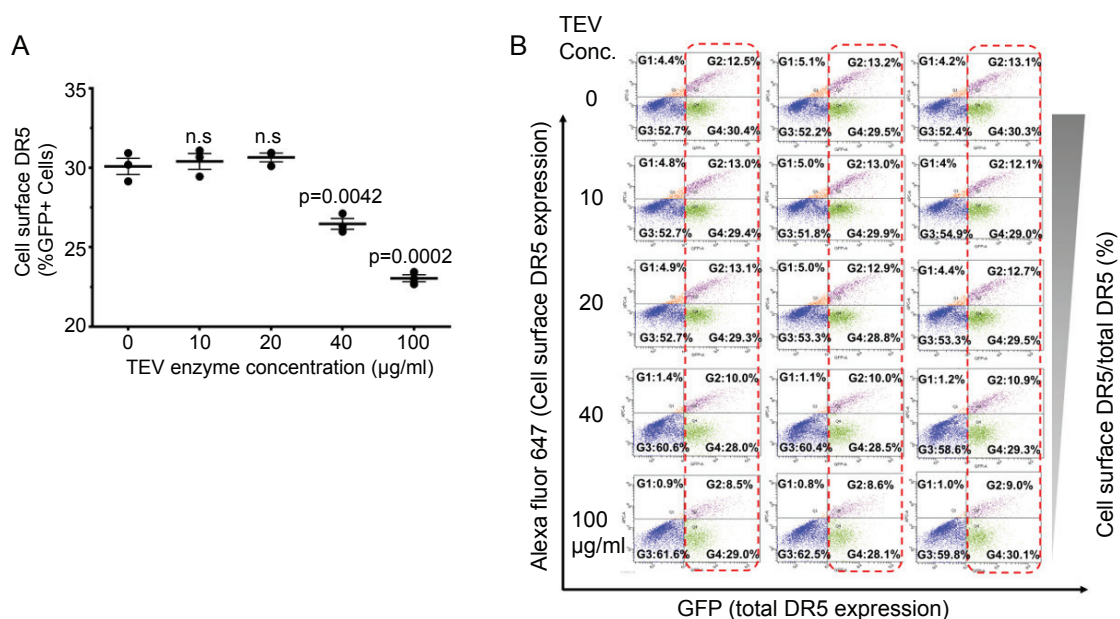 A
Cell surface DR5
(%GFP+ Cells)
35
30
25
20
n.s
n.s
p=0.0042
p=0.0002
0
10
20
40
100
TEV enzyme concentration (µg/ml)
B
TEV
Conc.
0
10
20
40
100
µg/ml
Alexa fluor 647 (Cell surface DR5 expression)
G1:4.4% G2:12.5% G1:5.1% G2:13.2% G1:4.2% G2:13.1%
G3:52.7% G4:30.4% G3:52.2% G4:29.5% G3:52.4% G4:30.3%
G1:4.8% G2:13.0% G1:5.0% G2:13.0% G1:4% G2:12.1%
G3:52.7% G4:29.4% G3:51.8% G4:29.9% G3:54.9% G4:29.0%
G1:4.9% G2:13.1% G1:5.0% G2:12.9% G1:4.4% G2:12.7%
G3:52.7% G4:29.3% G3:53.3% G4:28.8% G3:53.3% G4:29.5%
G1:1.4% G2:10.0% G1:1.1% G2:10.0% G1:1.2% G2:10.9%
G3:60.6% G4:28.0% G3:60.4% G4:28.5% G3:58.6% G4:29.3%
G1:0.9% G2:8.5% G1:0.8% G2:8.6% G1:1.0% G2:9.0%
G3:61.6% G4:29.0% G3:62.5% G4:28.1% G3:59.8% G4:30.1%
GFP (total DR5 expression)
Cell surface DR5/total DR5 (%)